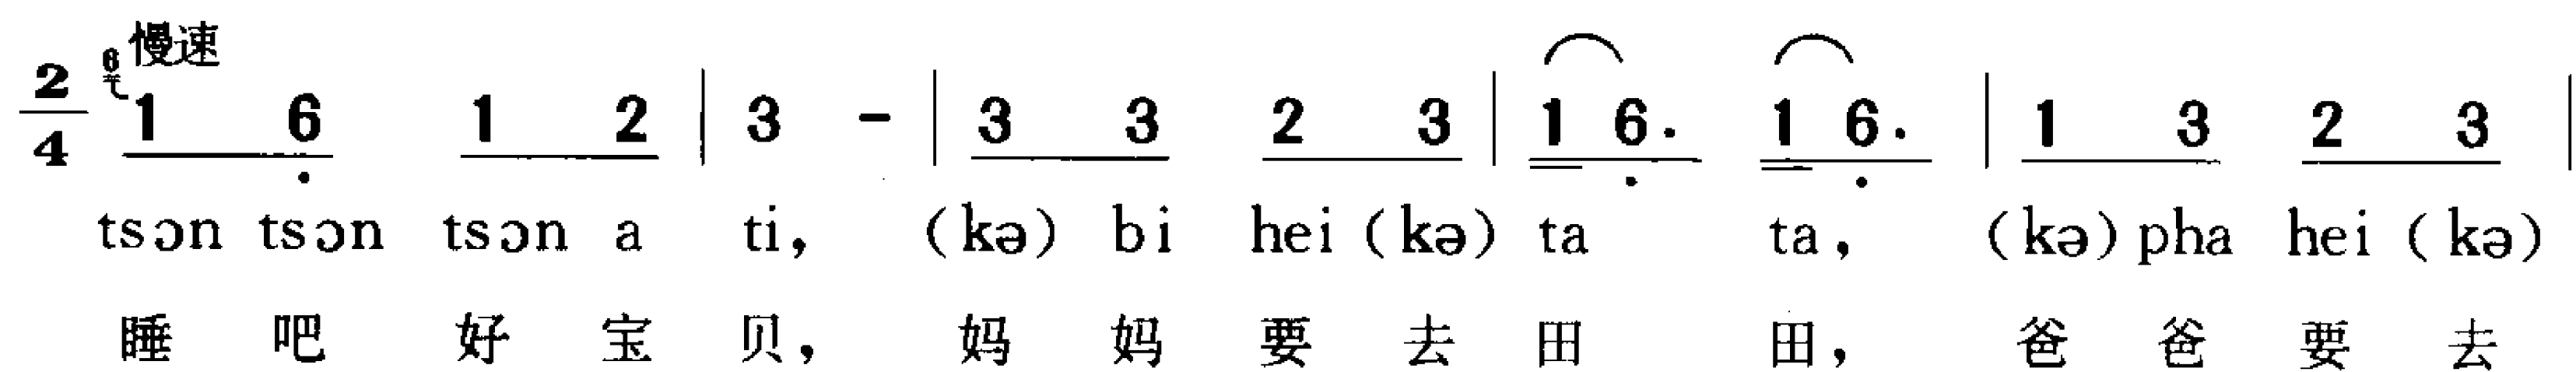 慢速
2/4 6 1 6 1 2 | 3 - | 3 3 2 3 | 1 6. 1 6. | 1 3 2 3 |
tsɔn tsɔn tsɔn a ti, (kə) bi hei (kə) ta ta, (kə) pha hei (kə)
睡 吧 好 宝 贝, 妈 妈 要 去 田 田, 爸 爸 要 去